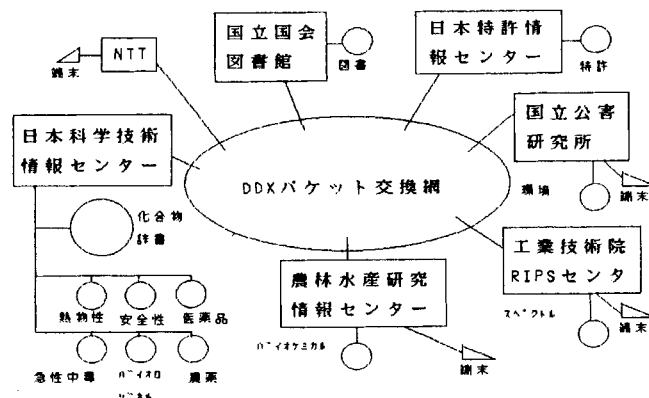 国立国会
図書館
図書
日本特許情
報センター
特許
NTT
端末
日本科学技術
情報センター
国立公害
研究所
環境
端末
DDXパケット交換網
化合物
辞書
工業技術院
RIPSセンタ
スペクトル
端末
農林水産研究
情報センター
バイオケミカル
端末
熱物性
安全性
医薬品
急性中毒
農薬